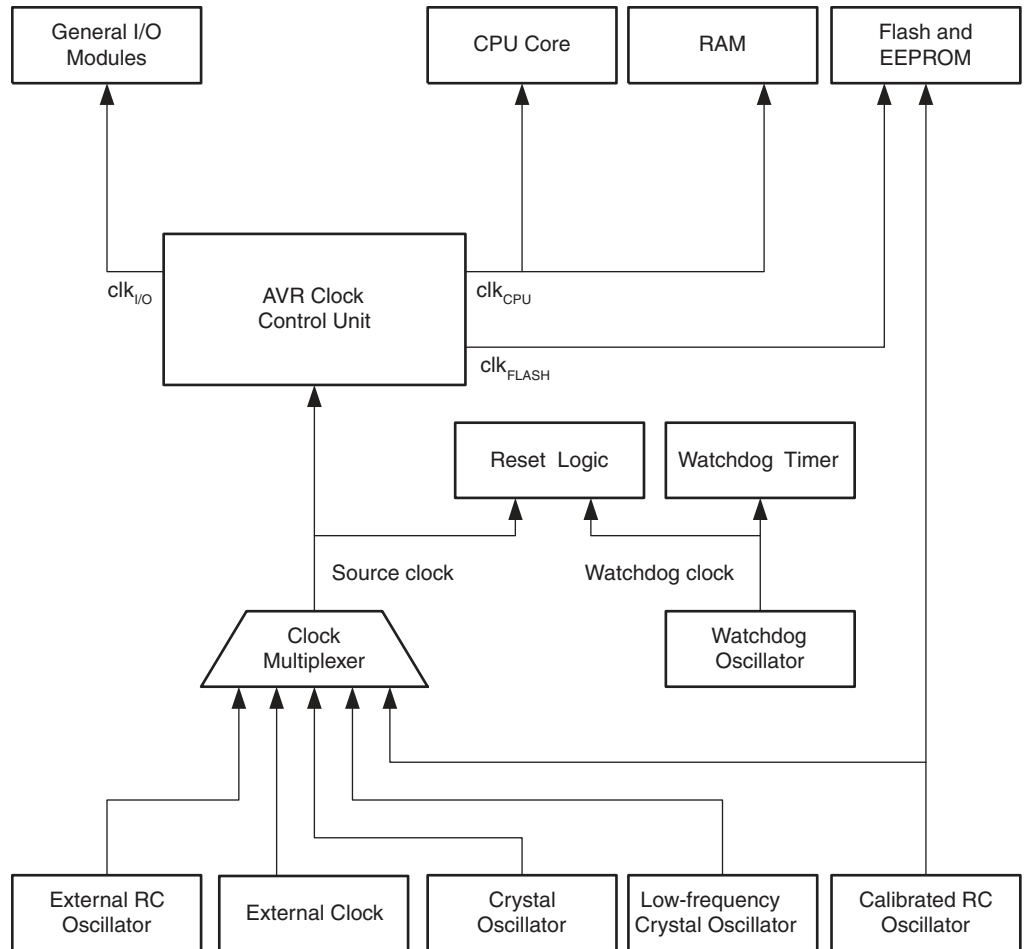 General I/O
Modules
CPU Core
RAM
Flash and
EEPROM
clkI/O
AVR Clock
Control Unit
clkCPU
clkFLASH
Reset Logic
Watchdog Timer
Source clock
Watchdog clock
Clock
Multiplexer
Watchdog
Oscillator
External RC
Oscillator
External Clock
Crystal
Oscillator
Low-frequency
Crystal Oscillator
Calibrated RC
Oscillator